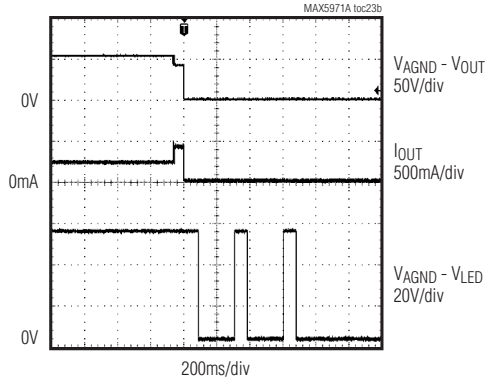 MAX5971A toc23b
T
VAGND - VOUT
50V/div
0V
IOUT
500mA/div
0mA
VAGND - VLED
20V/div
0V
200ms/div